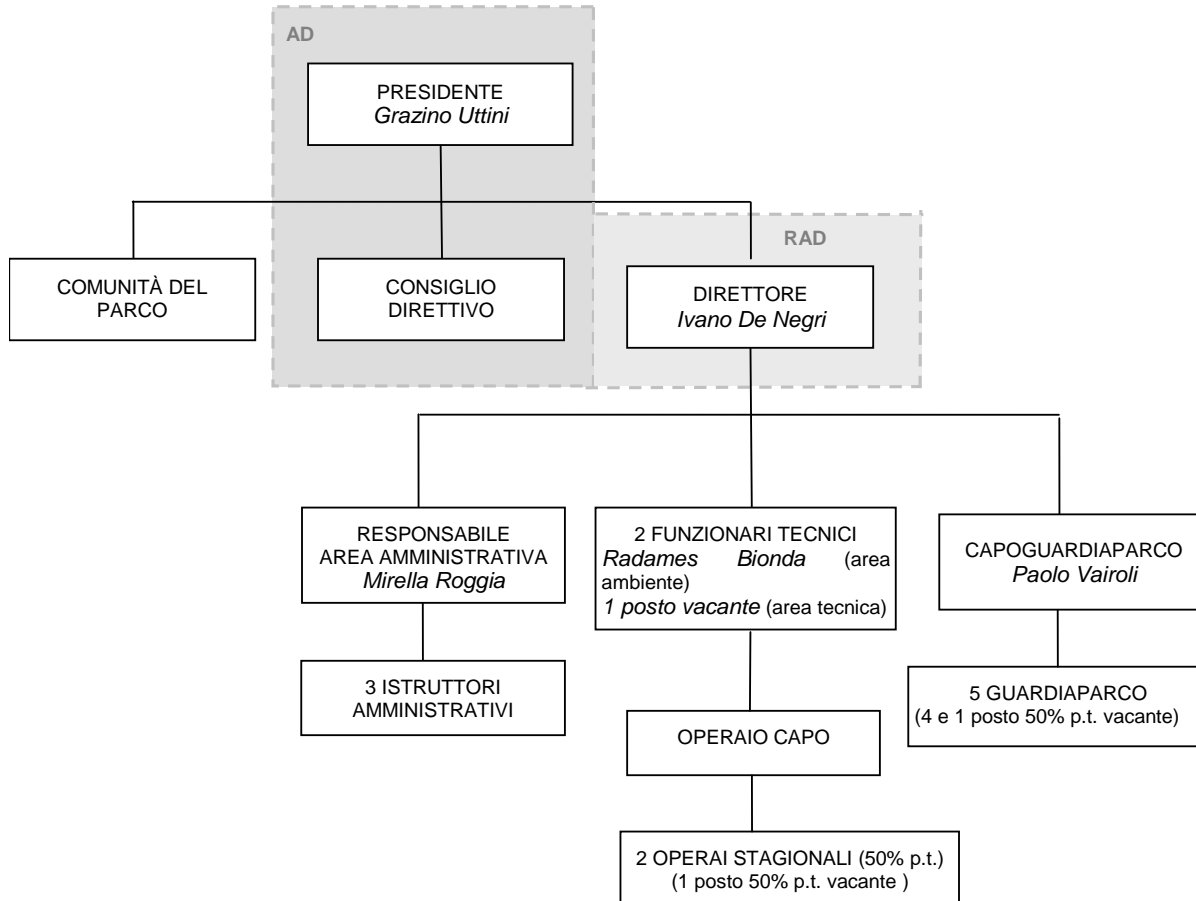 AD
PRESIDENTE
Grazino Uttini
RAD
COMUNITÀ DEL
PARCO
CONSIGLIO
DIRETTIVO
DIRETTORE
Ivano De Negri
RESPONSABILE
AREA AMMINISTRATIVA
Mirella Roggia
2 FUNZIONARI TECNICI
Radames Bionda (area
ambiente)
1 posto vacante (area tecnica)
CAPOGUARDIAPARCO
Paolo Vairoli
3 ISTRUTTORI
AMMINISTRATIVI
5 GUARDIAPARCO
(4 e 1 posto 50% p.t. vacante)
OPERAIO CAPO
2 OPERAI STAGIONALI (50% p.t.)
(1 posto 50% p.t. vacante )